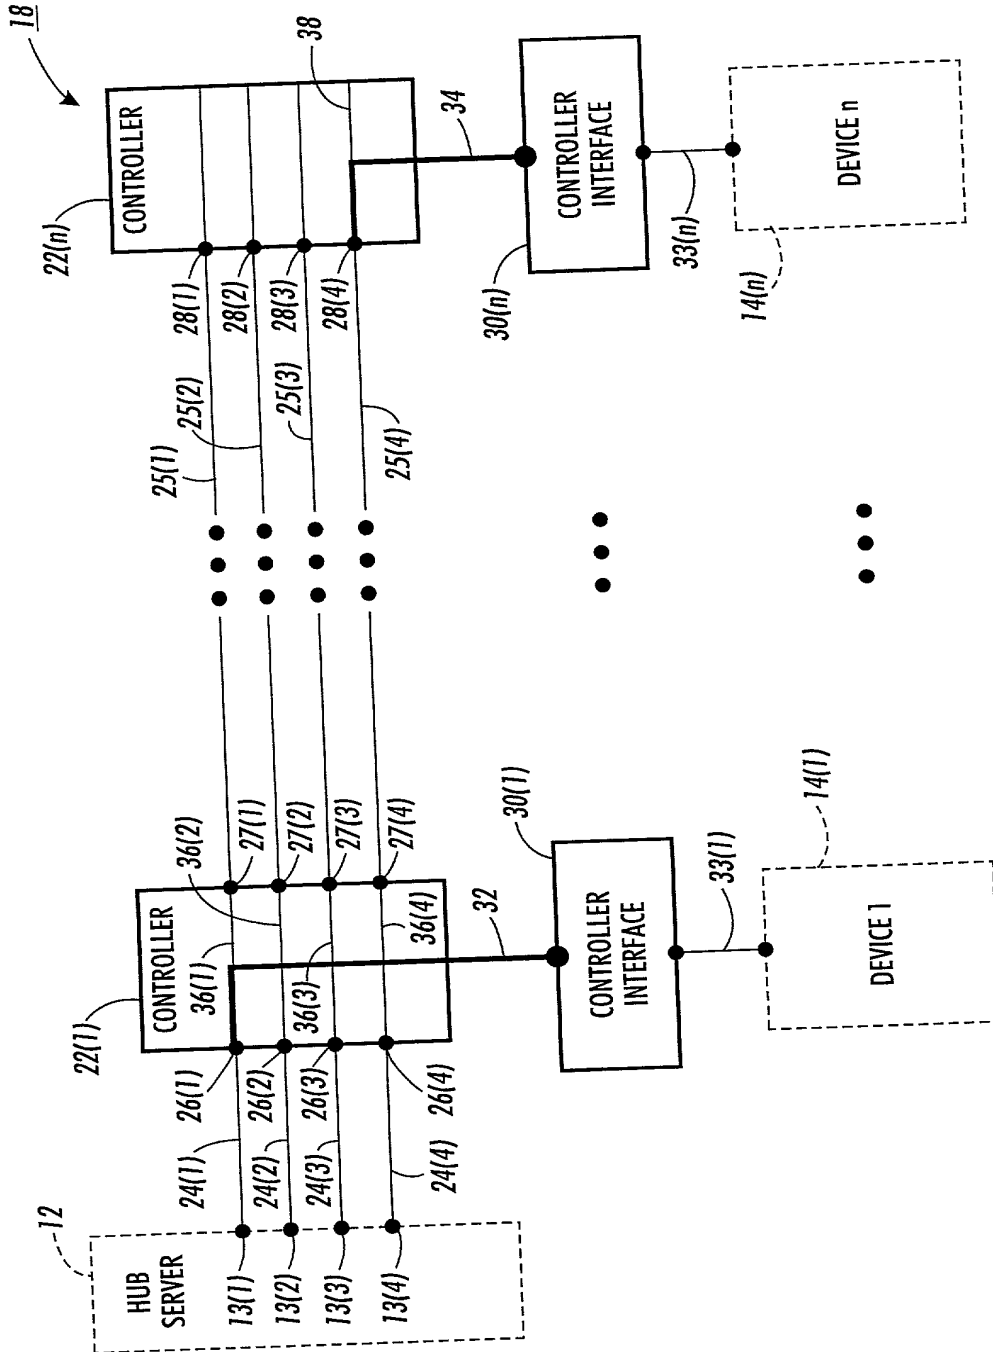 18
22(n)
CONTROLLER
38
28(1)
28(2)
28(3)
28(4)
34
25(1)
25(2)
25(3)
25(4)
CONTROLLER
INTERFACE
30(n)
33(n)
DEVICE n
14(n)
36(2)
27(1)
27(2)
27(3)
27(4)
22(1)
CONTROLLER
36(1)
36(3)
36(4)
32
30(1)
CONTROLLER
INTERFACE
33(1)
14(1)
DEVICE 1
26(1)
26(2)
26(3)
26(4)
24(1)
24(2)
24(3)
24(4)
12
HUB
SERVER
13(1)
13(2)
13(3)
13(4)